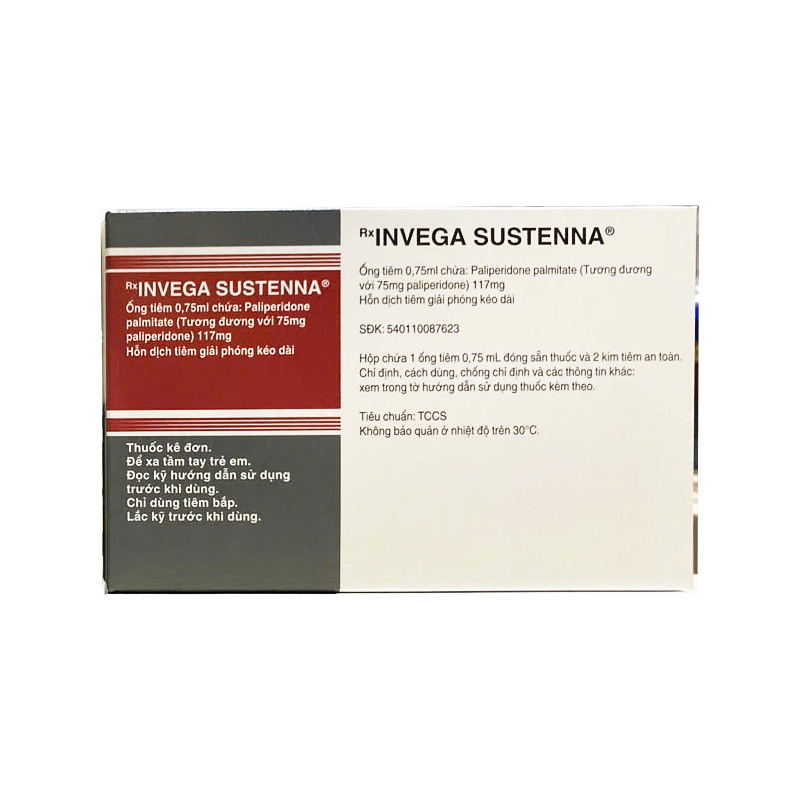 Rx INVEGA SUSTENNA®
Ống tiêm 0,75ml chứa: Paliperidone
palmitate (Tương đương với 75mg
paliperidone) 117mg
Hỗn dịch tiêm giải phóng kéo dài
Thuốc kê đơn.
Để xa tầm tay trẻ em.
Đọc kỹ hướng dẫn sử dụng
trước khi dùng.
Chỉ dùng tiêm bắp.
Lắc kỹ trước khi dùng.
Rx INVEGA SUSTENNA®
Ống tiêm 0,75ml chứa: Paliperidone palmitate (Tương đương
với 75mg paliperidone) 117mg
Hỗn dịch tiêm giải phóng kéo dài
SĐK: 540110087623
Hộp chứa 1 ống tiêm 0,75 mL đóng sẵn thuốc và 2 kim tiêm an toàn.
Chỉ định, cách dùng, chống chỉ định và các thông tin khác:
xem trong tờ hướng dẫn sử dụng thuốc kèm theo.
Tiêu chuẩn: TCCS
Không bảo quản ở nhiệt độ trên 30°C.